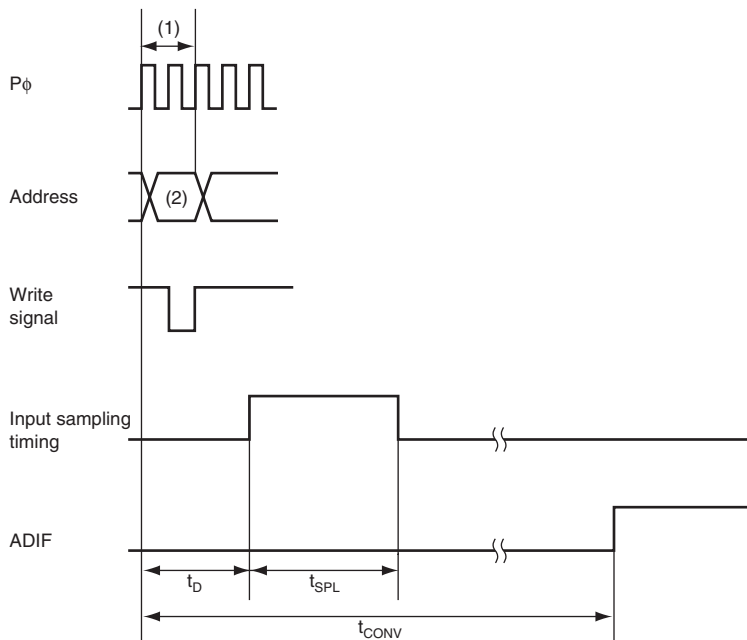 (1)
Pϕ
Address
(2)
Write
signal
Input sampling
timing
ADIF
tD
tSPL
tCONV